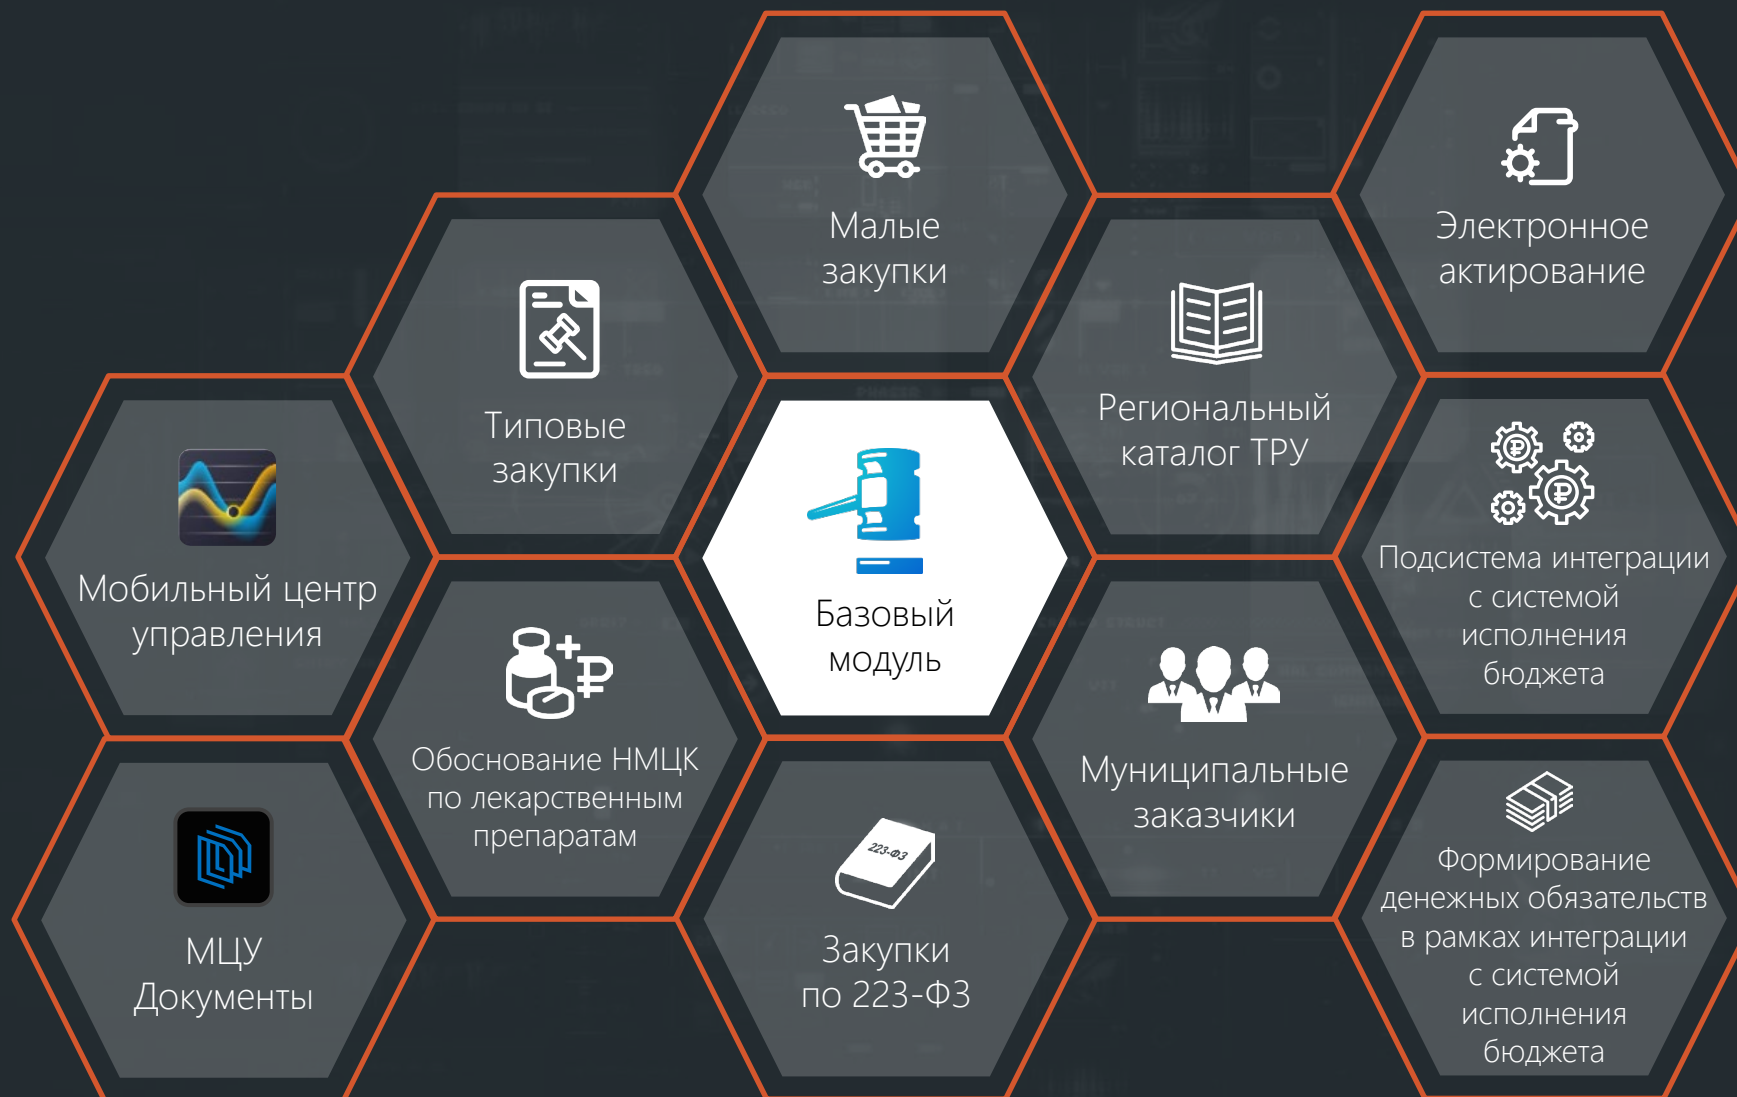 Малые
закупки
Электронное
актирование
Типовые
закупки
Региональный
каталог ТРУ
Мобильный центр
управления
Базовый
модуль
Подсистема интеграции
с системой
исполнения
бюджета
Обоснование НМЦК
по лекарственным
препаратам
Муниципальные
заказчики
МЦУ
Документы
223-ФЗ
Закупки
по 223-ФЗ
Формирование
денежных обязательств
в рамках интеграции
с системой
исполнения
бюджета